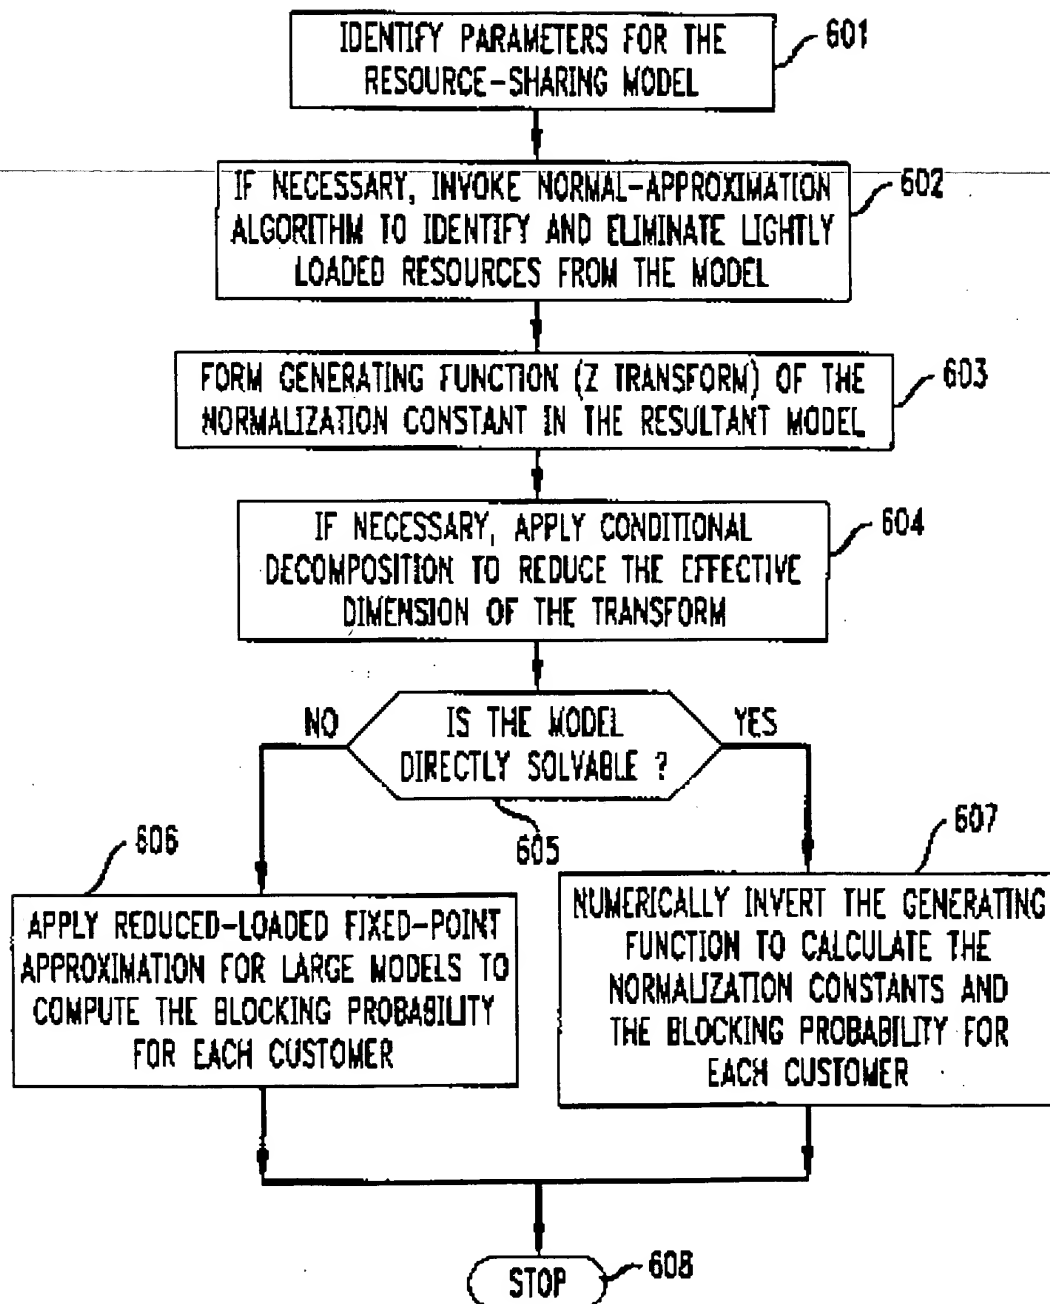 IDENTIFY PARAMETERS FOR THE
RESOURCE-SHARING MODEL
601
IF NECESSARY, INVOKE NORMAL-APPROXIMATION
ALGORITHM TO IDENTIFY AND ELIMINATE LIGHTLY
LOADED RESOURCES FROM THE MODEL
602
FORM GENERATING FUNCTION (Z TRANSFORM) OF THE
NORMALIZATION CONSTANT IN THE RESULTANT MODEL
603
IF NECESSARY, APPLY CONDITIONAL
DECOMPOSITION TO REDUCE THE EFFECTIVE
DIMENSION OF THE TRANSFORM
604
NO
IS THE MODEL
DIRECTLY SOLVABLE ?
YES
605
606
APPLY REDUCED-LOADED FIXED-POINT
APPROXIMATION FOR LARGE MODELS TO
COMPUTE THE BLOCKING PROBABILITY
FOR EACH CUSTOMER
607
NUMERICALLY INVERT THE GENERATING
FUNCTION TO CALCULATE THE
NORMALIZATION CONSTANTS AND
THE BLOCKING PROBABILITY FOR
EACH CUSTOMER
STOP
608